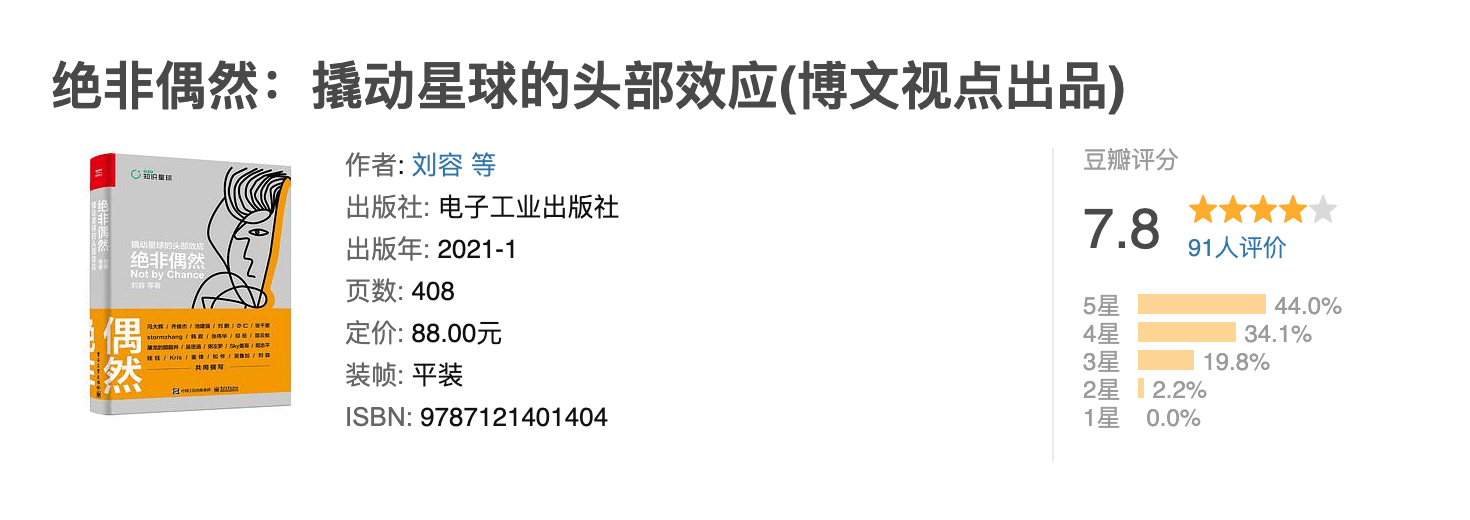 绝非偶然：撬动星球的头部效应(博文视点出品)
作者: 刘容 等
出版社: 电子工业出版社
出版年: 2021-1
页数: 408
定价: 88.00元
装帧: 平装
ISBN: 9787121401404
豆瓣评分
7.8
91人评价
5星 44.0%
4星 34.1%
3星 19.8%
2星 2.2%
1星 0.0%
知识星球
撬动星球的头部效应
绝非偶然
Not by Chance
刘容 等著
偶然
stormzhang
共同撰写